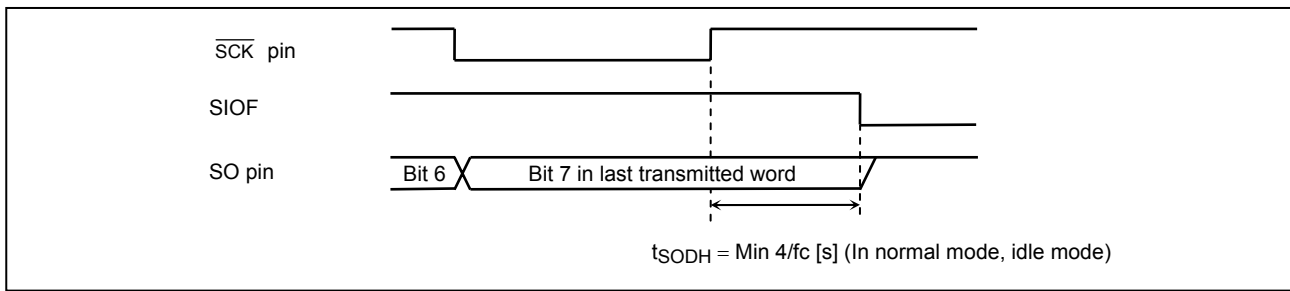 SCK pin
SIOF
SO pin
Bit 6
Bit 7 in last transmitted word
tSODH = Min 4/fc [s] (In normal mode, idle mode)